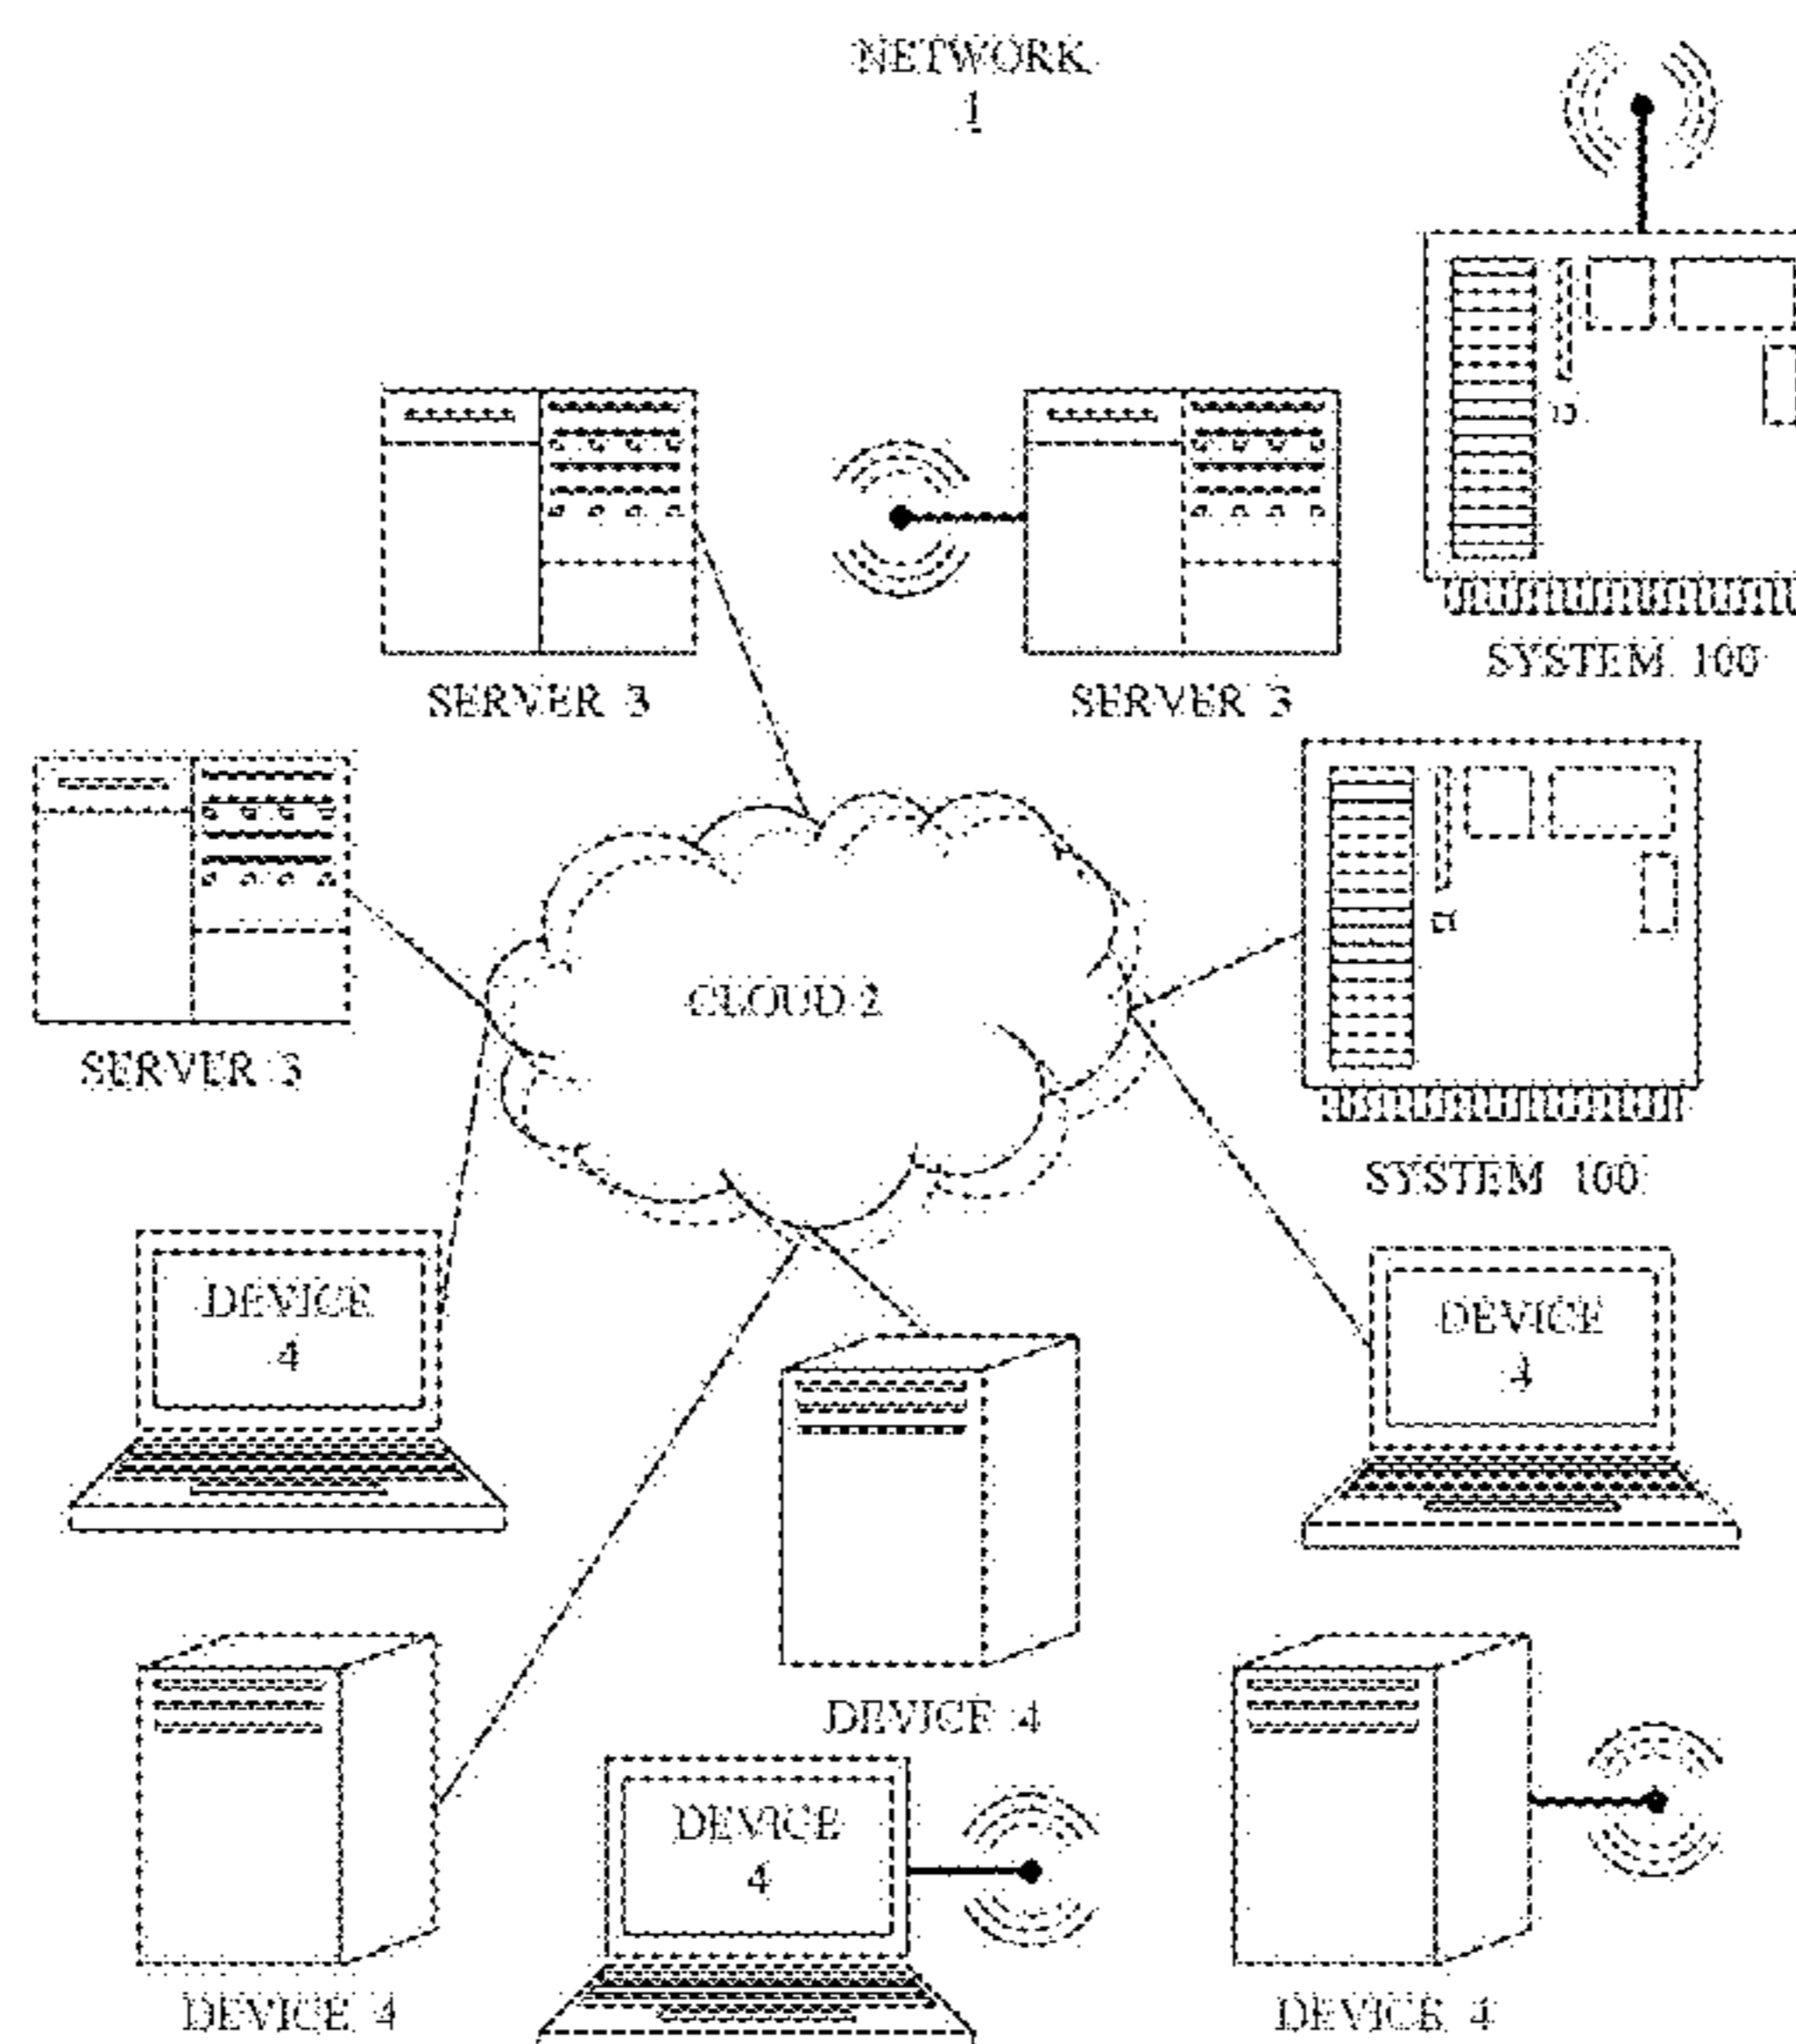 NETWORK
1
SYSTEM 100
SERVER 3
SERVER 3
SERVER 3
CLOUD 2
SYSTEM 100
DEVICE
4
DEVICE
4
DEVICE 4
DEVICE
4
DEVICE 4
DEVICE 4